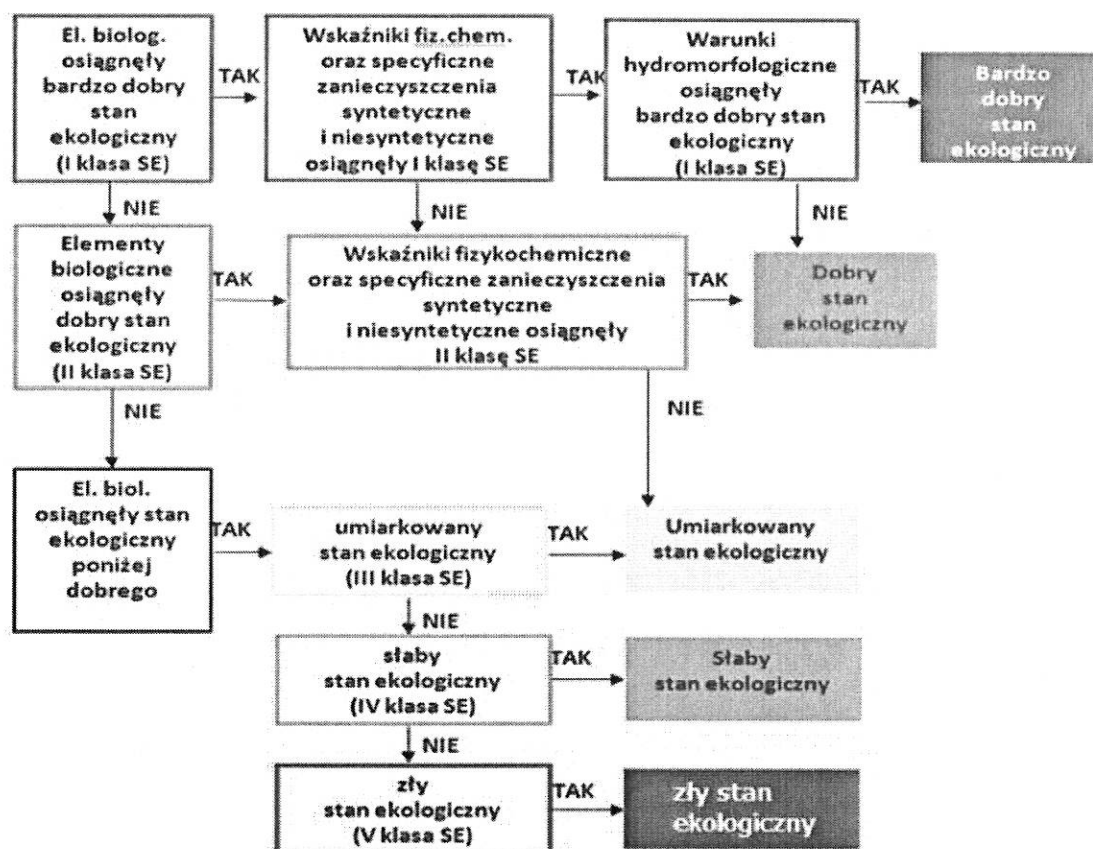 El. biolog.
osiągnęły
bardzo dobry
stan
ekologiczny
(I klasa SE)
TAK
Wskaźniki fiz.chem.
oraz specyficzne
zanieczyszczenia
syntetyczne
i niesyntetyczne
osiągnęły I klasę SE
TAK
Warunki
hydromorfologiczne
osiągnęły
bardzo dobry stan
ekologiczny
(I klasa SE)
TAK
Bardzo
dobry
stan
ekologiczny
NIE
NIE
NIE
Elementy
biologiczne
osiągnęły
dobry stan
ekologiczny
(II klasa SE)
TAK
Wskaźniki fizykochemiczne
oraz specyficzne zanieczyszczenia
syntetyczne
i niesyntetyczne osiągnęły
II klasę SE
TAK
Dobry
stan
ekologiczny
NIE
NIE
El. biol.
osiągnęły stan
ekologiczny
poniżej
dobrego
TAK
umiarkowany
stan ekologiczny
(III klasa SE)
TAK
Umiarkowany
stan ekologiczny
NIE
słaby
stan ekologiczny
(IV klasa SE)
TAK
Słaby
stan ekologiczny
NIE
zły
stan ekologiczny
(V klasa SE)
TAK
zły stan
ekologiczny